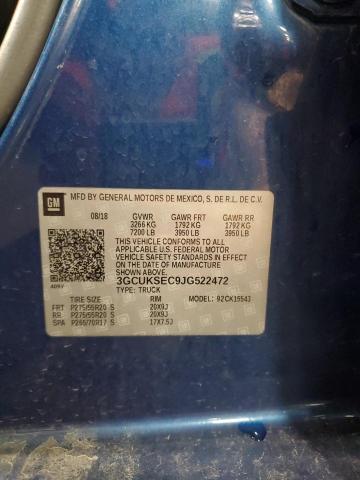 GM
MFD BY GENERAL MOTORS DE MEXICO, S. DE R.L. DE C.V.
08/18 GVWR GAWR FRT GAWR RR
3266 KG 1792 KG 1792 KG
7200 LB 3950 LB 3950 LB
THIS VEHICLE CONFORMS TO ALL
APPLICABLE U.S. FEDERAL MOTOR
VEHICLE SAFETY STANDARDS IN EFFECT
ON THE DATE OF MANUFACTURE SHOWN
ABOVE.
3GCUKSEC9JG522472
TYPE: TRUCK
TIRE SIZE RIM MODEL: 92CK15543
FRT P275/55R20 S 20X9J
RR P275/55R20 S 20X9J
SPA P265/70R17 S 17X7.5J